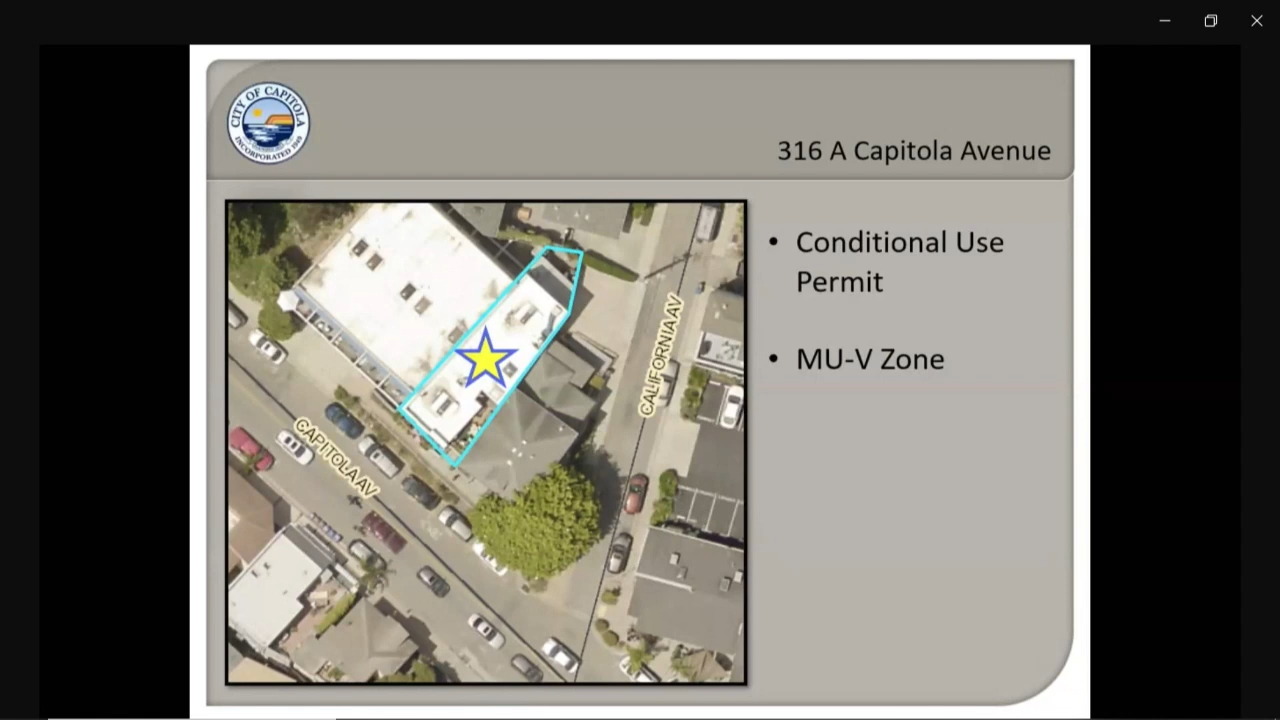 CITY OF CAPITOLA
INCORPORATED 1949
316 A Capitola Avenue
• Conditional Use
Permit
• MU-V Zone
CALIFORNIA AV
CAPITOLA AV